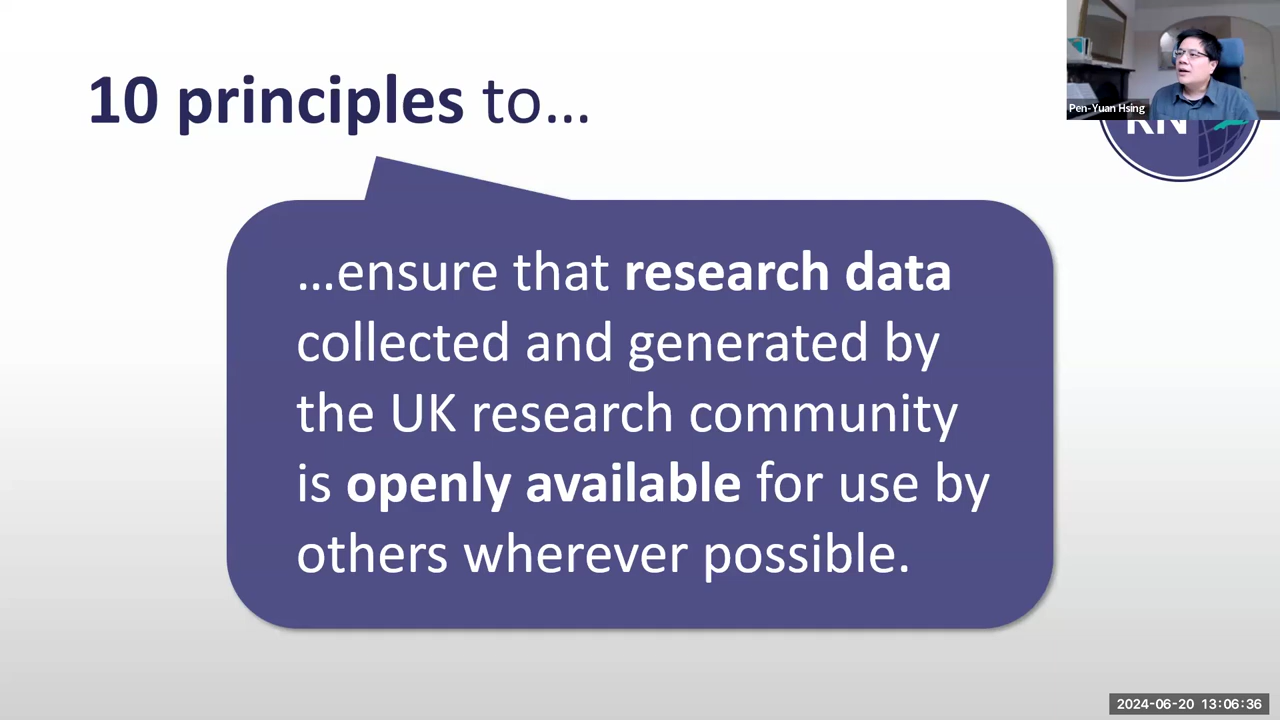 10 principles to...
Pen-Yuan Hsing
RN
...ensure that research data
collected and generated by
the UK research community
is openly available for use by
others wherever possible.
2024-06-20 13:06:36